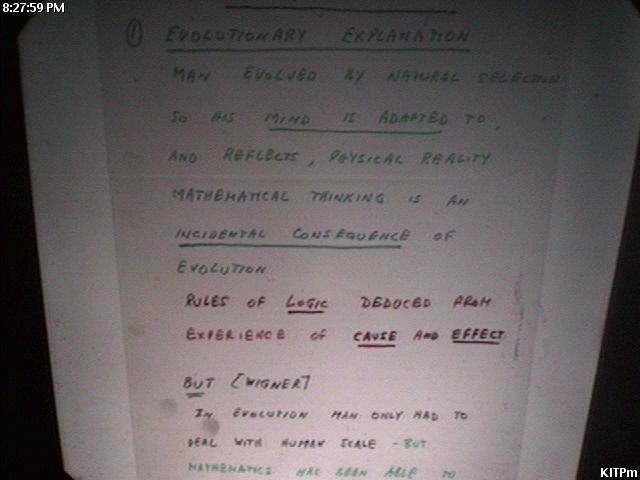 8:27:59 PM
① EVOLUTIONARY EXPLANATION
MAN EVOLVED BY NATURAL SELECTION
SO HIS MIND IS ADAPTED TO,
AND REFLECTS, PHYSICAL REALITY
MATHEMATICAL THINKING IS AN
INCIDENTAL CONSEQUENCE OF
EVOLUTION
RULES OF LOGIC DEDUCED FROM
EXPERIENCE OF CAUSE AND EFFECT
BUT [WIGNER]
IN EVOLUTION MAN ONLY HAD TO
DEAL WITH HUMAN SCALE - BUT
MATHEMATICS HAS BEEN ABLE TO
KITPm